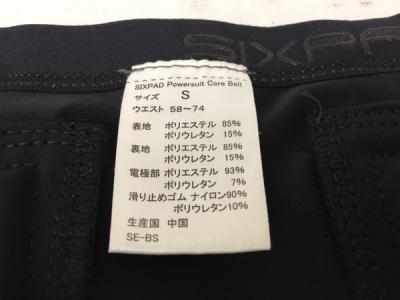 SIXPAD
SIXPAD Powersuit Core Belt
サイズ S
ウエスト 58～74
表地 ポリエステル 85%
ポリウレタン 15%
裏地 ポリエステル 85%
ポリウレタン 15%
電極部 ポリエステル 93%
ポリウレタン 7%
滑り止めゴム ナイロン90%
ポリウレタン10%
生産国 中国
SE-BS